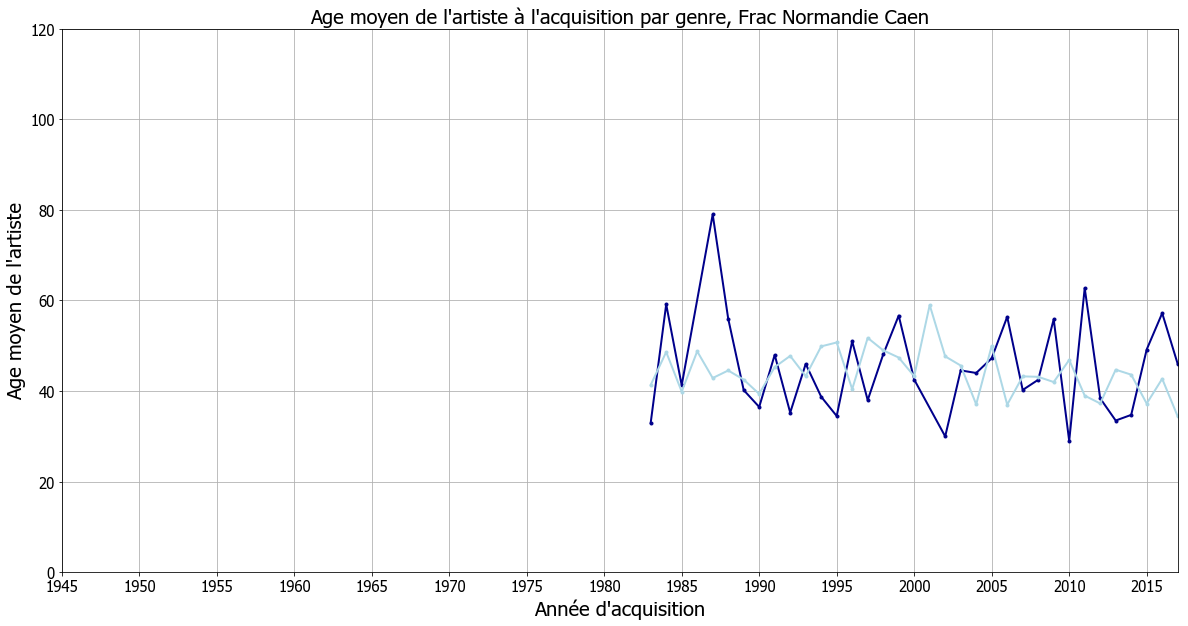 Age moyen de l'artiste à l'acquisition par genre, Frac Normandie Caen
120
100
80
60
40
20
0
Age moyen de l'artiste
1945 1950 1955 1960 1965 1970 1975 1980 1985 1990 1995 2000 2005 2010 2015
Année d'acquisition